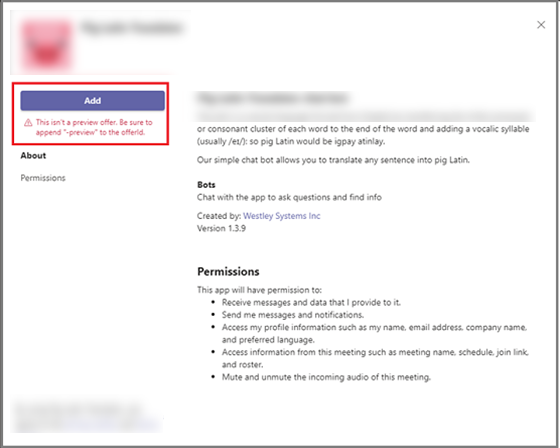 Add
This isn't a preview offer. Be sure to
append "-preview" to the offerId.
About
Permissions
or consonant cluster of each word to the end of the word and adding a vocalic syllable
(usually /eɪ/): so pig Latin would be igpay atinlay.
Our simple chat bot allows you to translate any sentence into pig Latin.
Bots
Chat with the app to ask questions and find info
Created by: Westley Systems Inc
Version 1.3.9
Permissions
This app will have permission to:
• Receive messages and data that I provide to it.
• Send me messages and notifications.
• Access my profile information such as my name, email address, company name,
and preferred language.
• Access information from this meeting such as meeting name, schedule, join link,
and roster.
• Mute and unmute the incoming audio of this meeting.